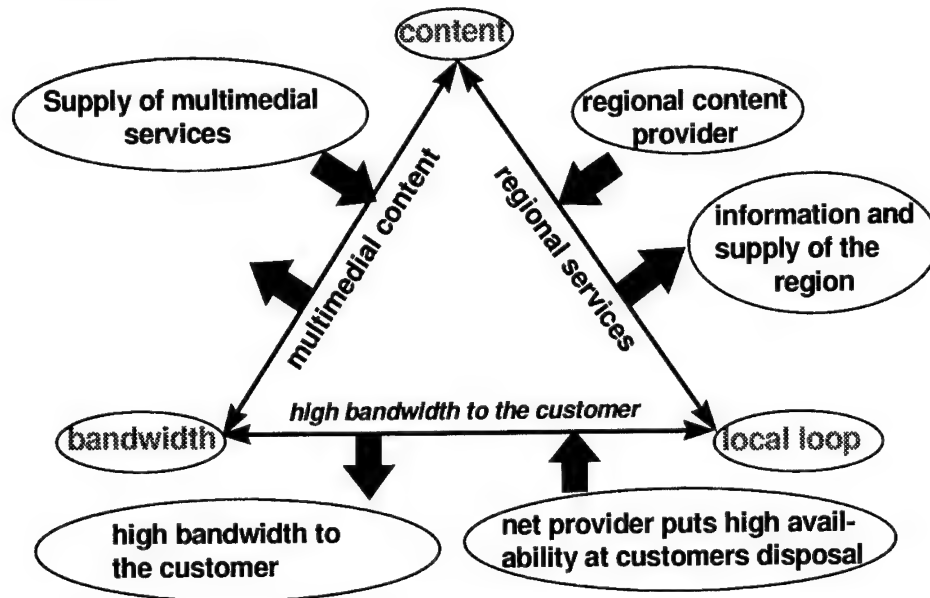 content
Supply of multimedial
services
regional content
provider
multimedial content
regional services
information and
supply of the
region
high bandwidth to the customer
bandwidth
local loop
high bandwidth to
the customer
net provider puts high avail-
ability at customers disposal